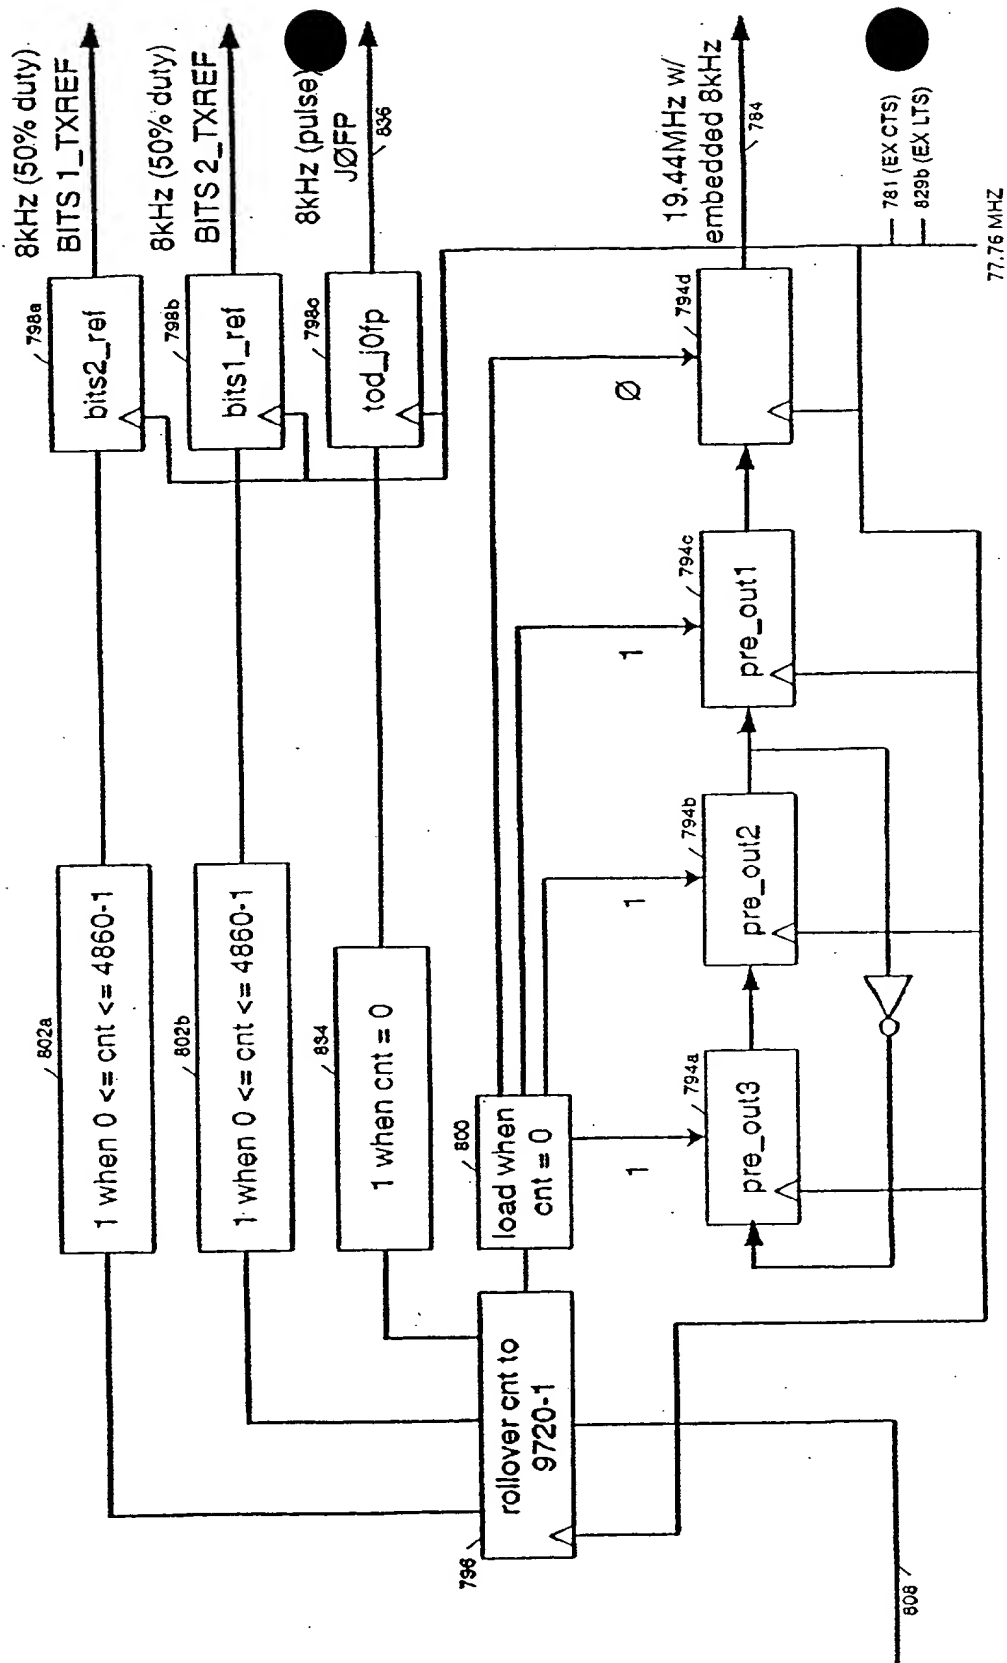 8kHz (50% duty)
BITS 1_TXREF
798a
bits2_ref
802a
1 when 0 <= cnt <= 4860-1
8kHz (50% duty)
BITS 2_TXREF
798b
bits1_ref
802b
1 when 0 <= cnt <= 4860-1
8kHz (pulse)
JØFP
836
798c
tod_j0fp
834
1 when cnt = 0
800
load when
cnt = 0
796
rollover cnt to
9720-1
808
1
794a
pre_out3
1
794b
pre_out2
1
794c
pre_out1
Ø
794d
19.44MHz w/
embedded 8kHz
784
781 (EX CTS)
829b (EX LTS)
77.76 MHZ